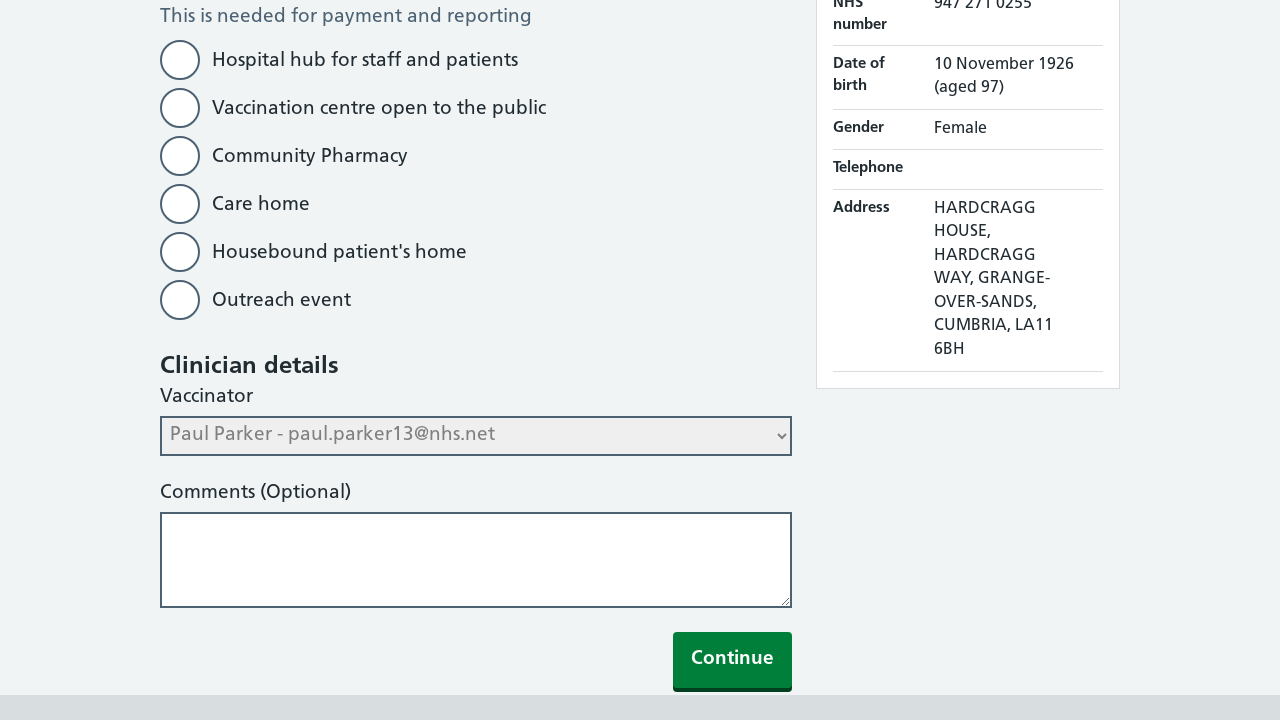 This is needed for payment and reporting
Hospital hub for staff and patients
Vaccination centre open to the public
Community Pharmacy
Care home
Housebound patient's home
Outreach event
Clinician details
Vaccinator
Paul Parker - paul.parker13@nhs.net
Comments (Optional)
Continue
NHS
number
947 271 0255
Date of
birth
10 November 1926
(aged 97)
Gender
Female
Telephone
Address
HARDCRAGG
HOUSE,
HARDCRAGG
WAY, GRANGE-
OVER-SANDS,
CUMBRIA, LA11
6BH